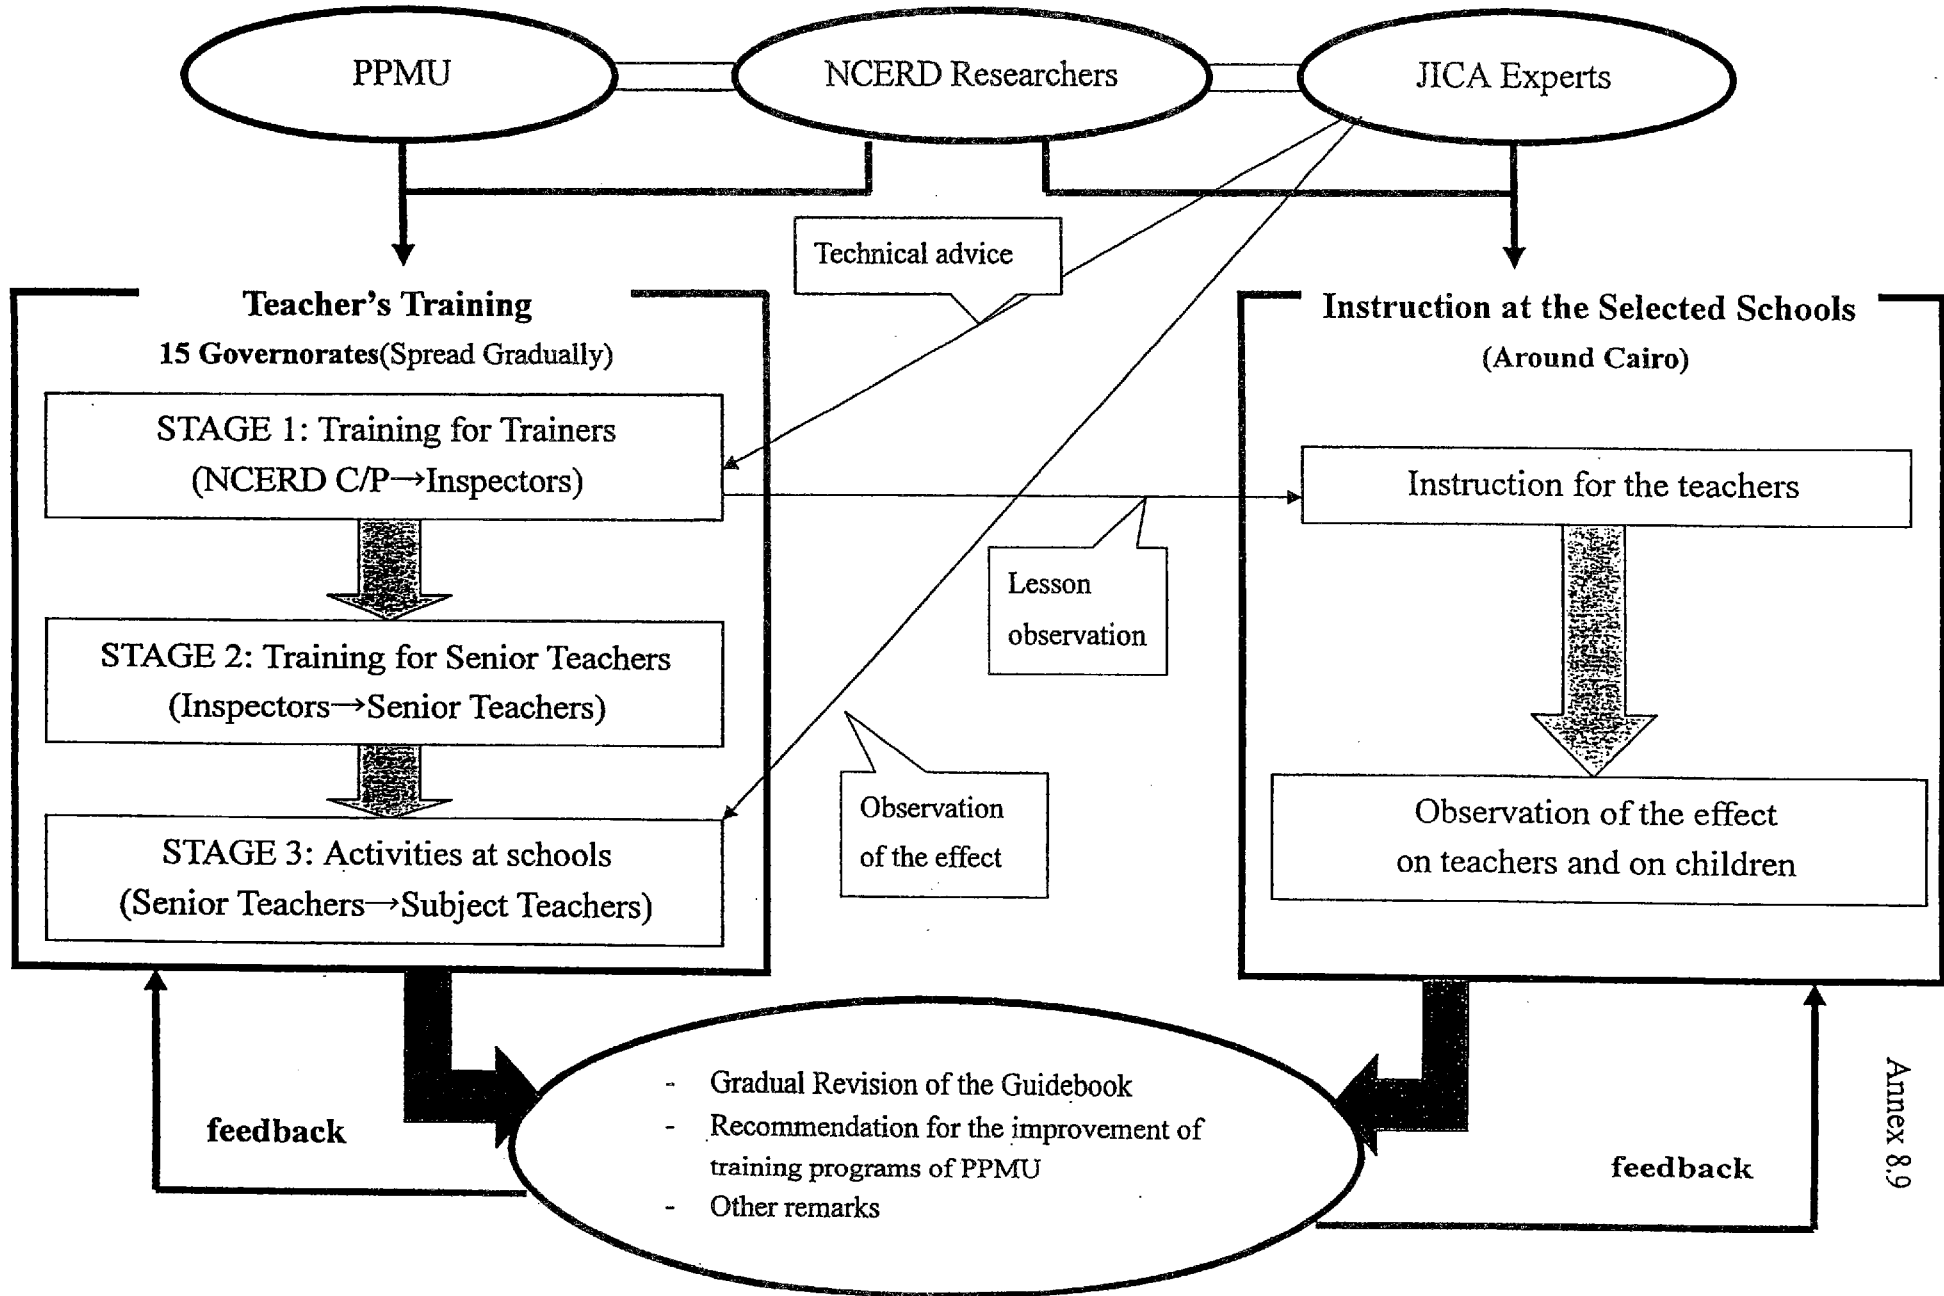 PPMU
NCERD Researchers
JICA Experts
Technical advice
Teacher's Training
15 Governorates(Spread Gradually)
STAGE 1: Training for Trainers
(NCERD C/P→Inspectors)
STAGE 2: Training for Senior Teachers
(Inspectors→Senior Teachers)
STAGE 3: Activities at schools
(Senior Teachers→Subject Teachers)
Lesson
observation
Observation
of the effect
Instruction at the Selected Schools
(Around Cairo)
Instruction for the teachers
Observation of the effect
on teachers and on children
feedback
- Gradual Revision of the Guidebook
- Recommendation for the improvement of
training programs of PPMU
- Other remarks
feedback
Annex 8.9